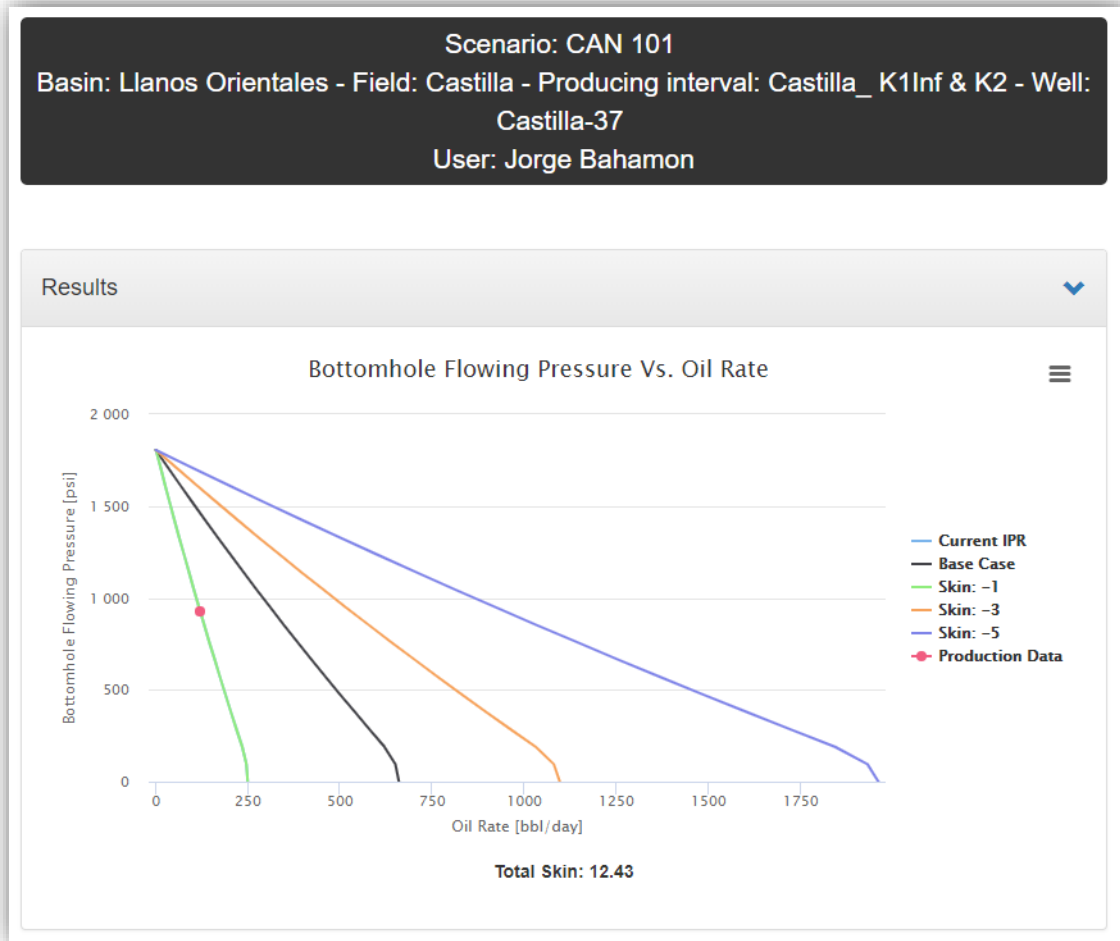 Scenario: CAN 101
Basin: Llanos Orientales - Field: Castilla - Producing interval: Castilla_ K1Inf & K2 - Well:
Castilla-37
User: Jorge Bahamon
Results
Bottomhole Flowing Pressure Vs. Oil Rate
Bottomhole Flowing Pressure [psi]
2 000
1 500
1 000
500
0
0 250 500 750 1000 1250 1500 1750
Oil Rate [bbl/day]
Current IPR
Base Case
Skin: −1
Skin: −3
Skin: −5
Production Data
Total Skin: 12.43